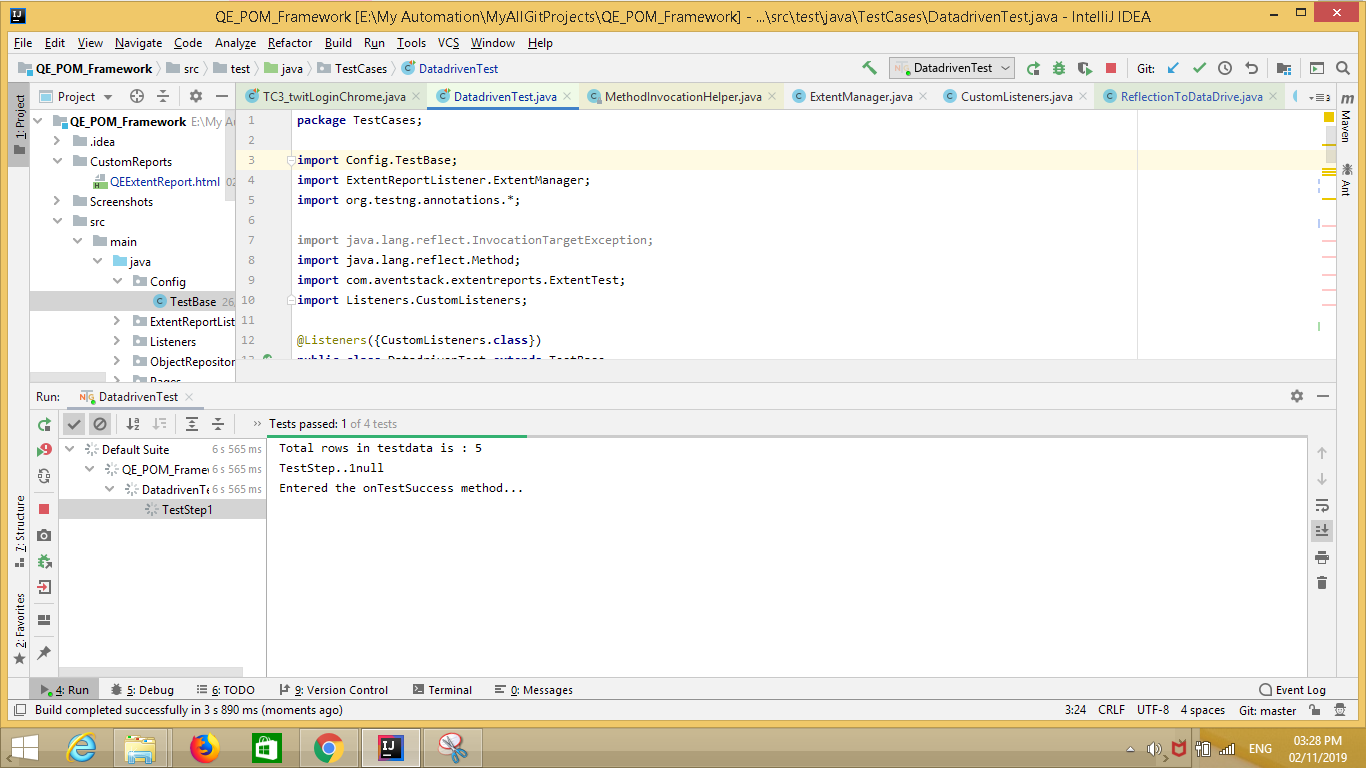 QE_POM_Framework [E:\My Automation\MyAllGitProjects\QE_POM_Framework] - ...\src\test\java\TestCases\DatadrivenTest.java - IntelliJ IDEA
File Edit View Navigate Code Analyze Refactor Build Run Tools VCS Window Help
QE_POM_Framework src test java TestCases DatadrivenTest DatadrivenTest Git:
1: Project
Project
TC3_twitLoginChrome.java DatadrivenTest.java MethodInvocationHelper.java ExtentManager.java CustomListeners.java ReflectionToDataDrive.java 3
QE_POM_Framework E:\My A
.idea
CustomReports
QEExtentReport.html 02
Screenshots
src
main
java
Config
TestBase 26
ExtentReportList
Listeners
ObjectRepositor
Pages
1 package TestCases;
2
3 import Config.TestBase;
4 import ExtentReportListener.ExtentManager;
5 import org.testng.annotations.*;
6
7 import java.lang.reflect.InvocationTargetException;
8 import java.lang.reflect.Method;
9 import com.aventstack.extentreports.ExtentTest;
10 import Listeners.CustomListeners;
11
12 @Listeners({CustomListeners.class})
13 public class DatadrivenTest extends TestBase
Maven
Ant
Run: DatadrivenTest
Tests passed: 1 of 4 tests
Default Suite 6 s 565 ms
QE_POM_Framew 6 s 565 ms
DatadrivenTe 6 s 565 ms
TestStep1
Total rows in testdata is : 5
TestStep..1null
Entered the onTestSuccess method...
7: Structure
2: Favorites
4: Run 5: Debug 6: TODO 9: Version Control Terminal 0: Messages Event Log
Build completed successfully in 3 s 890 ms (moments ago) 3:24 CRLF UTF-8 4 spaces Git: master
ENG
03:28 PM
02/11/2019